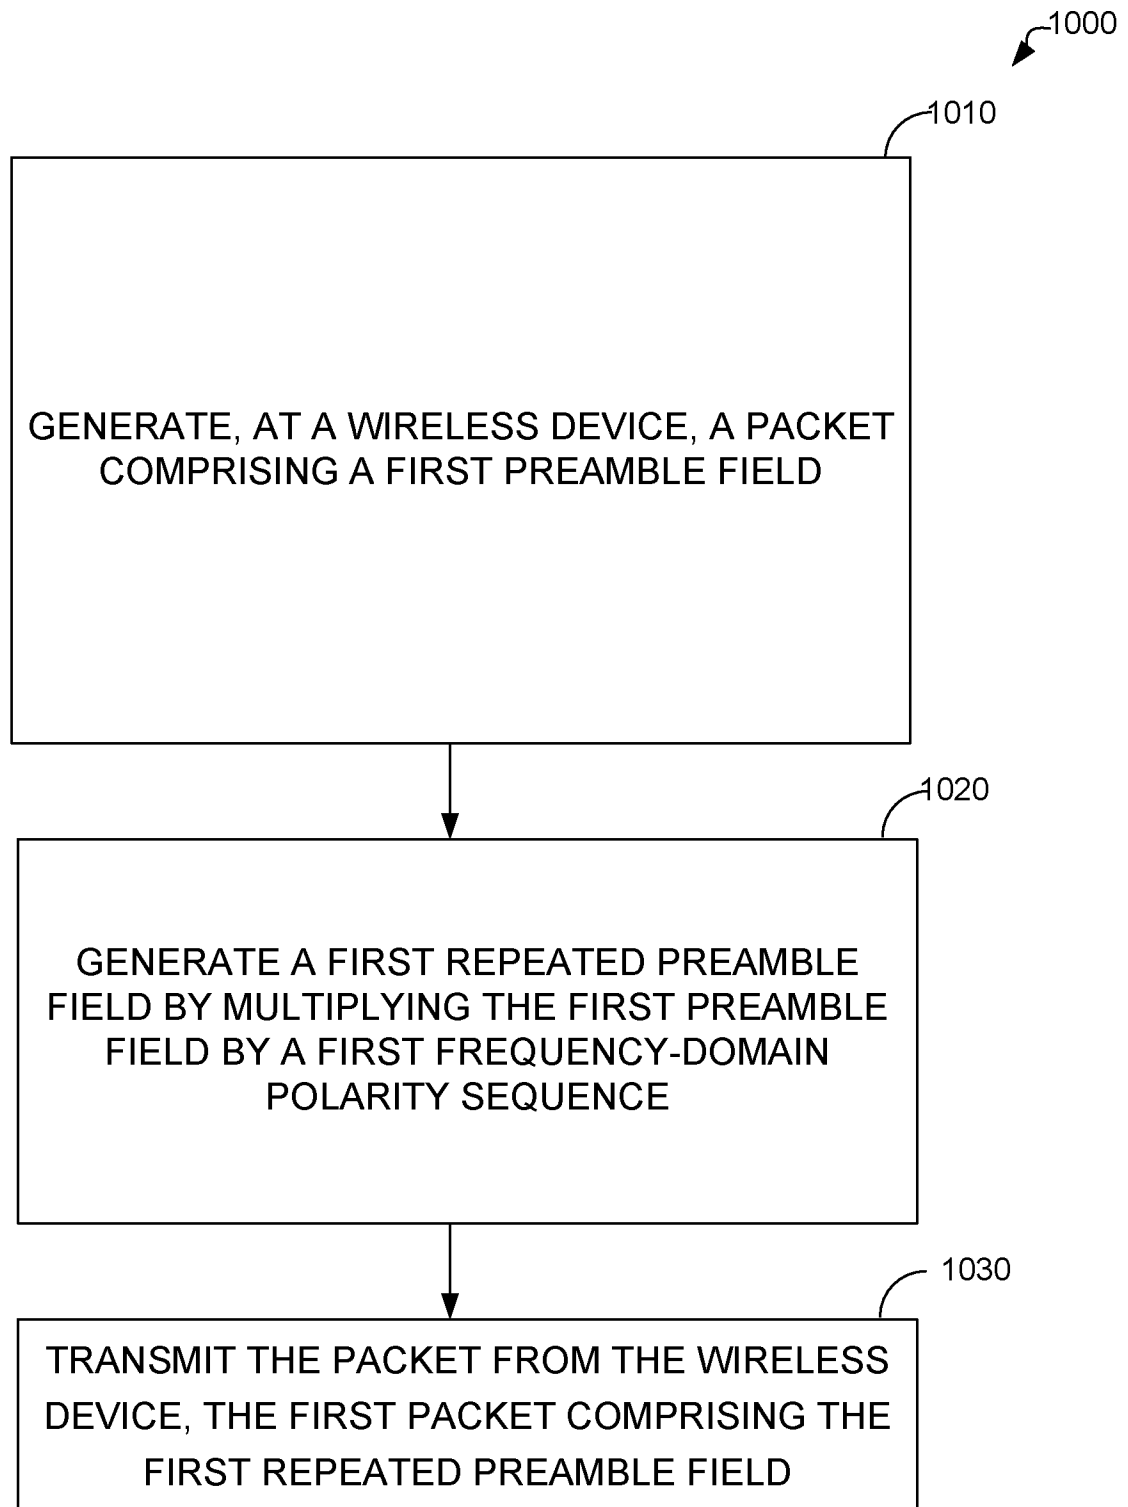 1000
1010
GENERATE, AT A WIRELESS DEVICE, A PACKET
COMPRISING A FIRST PREAMBLE FIELD
1020
GENERATE A FIRST REPEATED PREAMBLE
FIELD BY MULTIPLYING THE FIRST PREAMBLE
FIELD BY A FIRST FREQUENCY-DOMAIN
POLARITY SEQUENCE
1030
TRANSMIT THE PACKET FROM THE WIRELESS
DEVICE, THE FIRST PACKET COMPRISING THE
FIRST REPEATED PREAMBLE FIELD